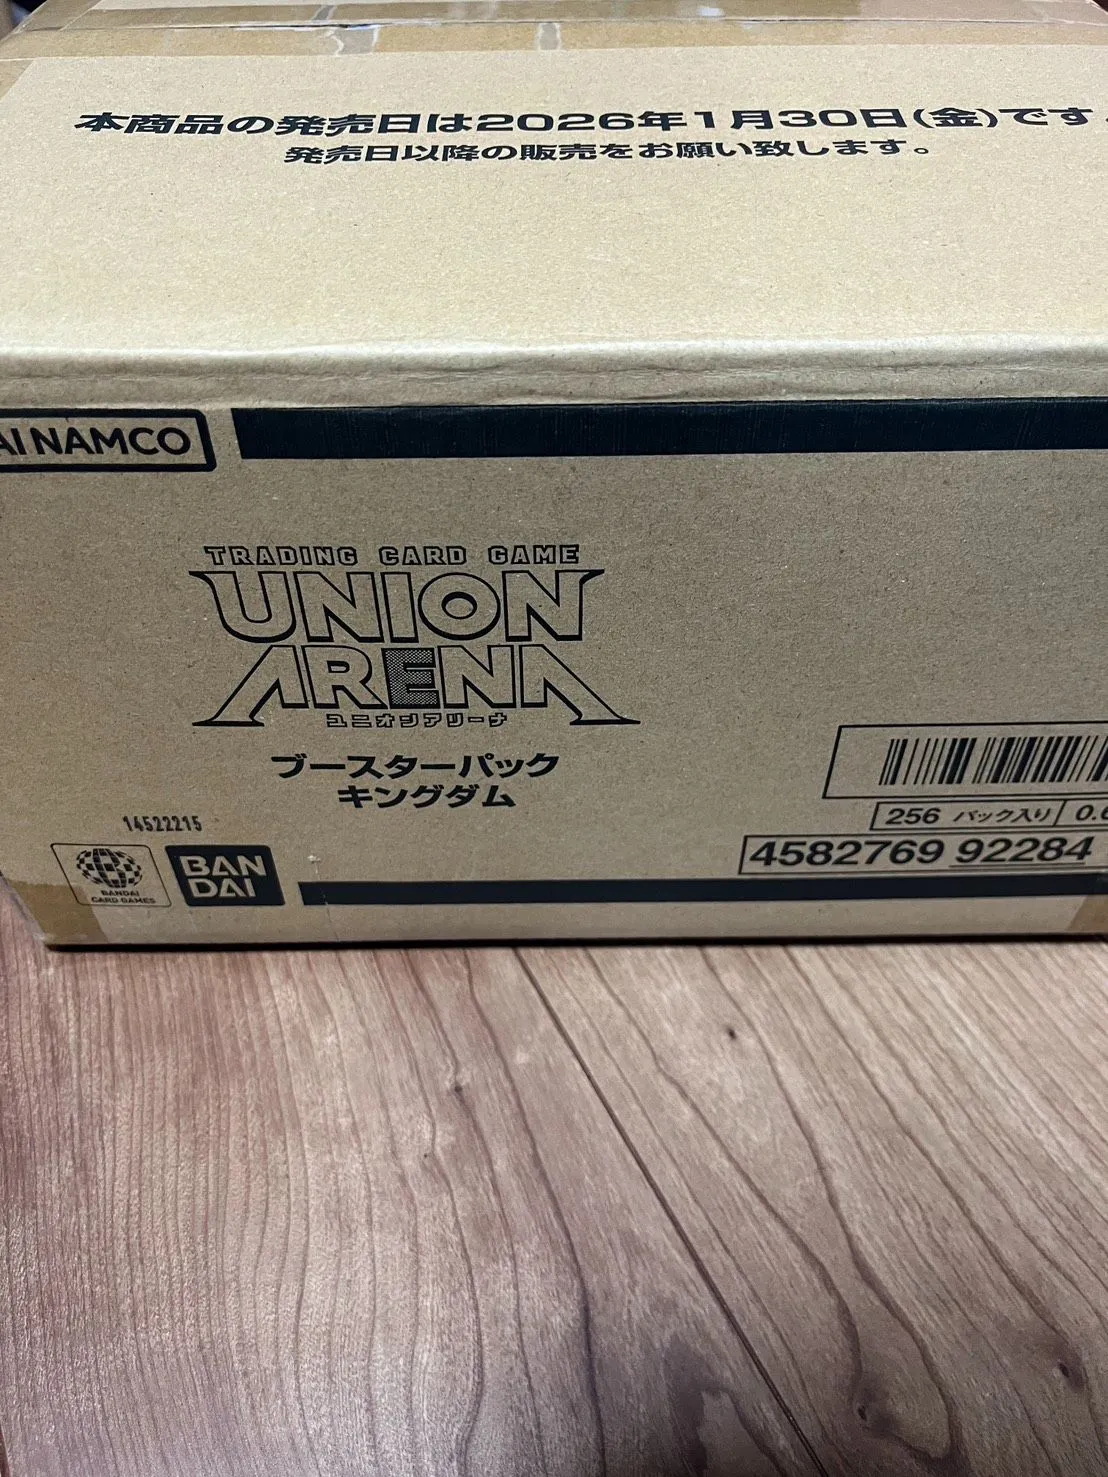 本商品の発売日は2026年1月30日(金)です。
発売日以降の販売をお願い致します。
AI NAMCO
TRADING CARD GAME
UNION
ARENA
ユニオンアリーナ
ブースターパック
キングダム
256 パック入り 0.
4582769 92284
14522215
BANDAI
CARD GAMES
BAN
DAI